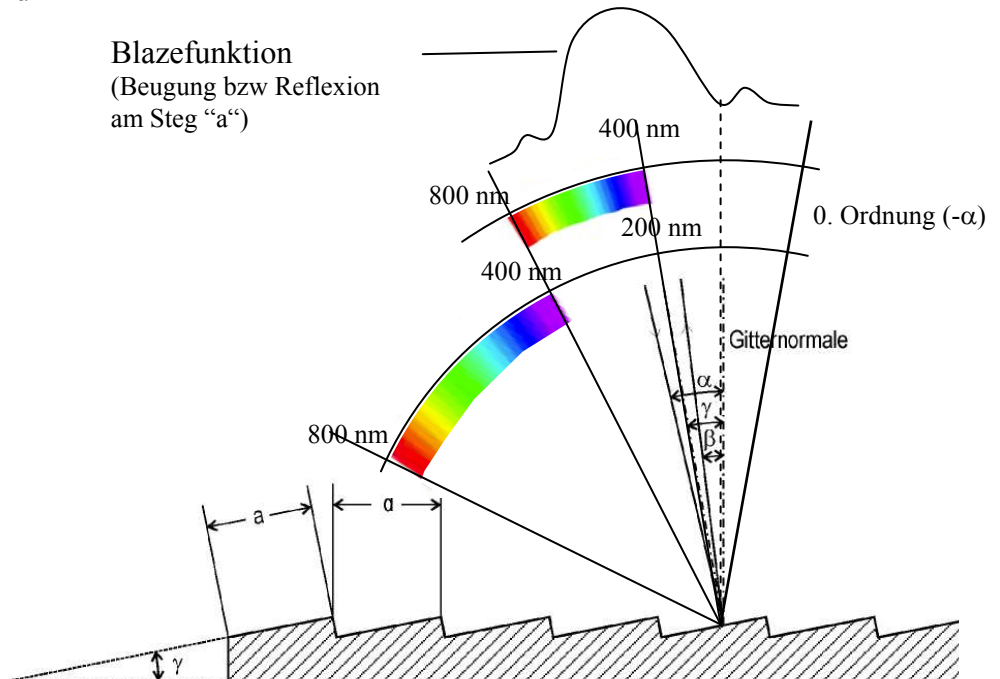 Blazefunktion
(Beugung bzw Reflexion
am Steg “a“)
400 nm
800 nm
0. Ordnung (-α)
200 nm
400 nm
Gitternormale
α
γ
β
800 nm
a
α
γ